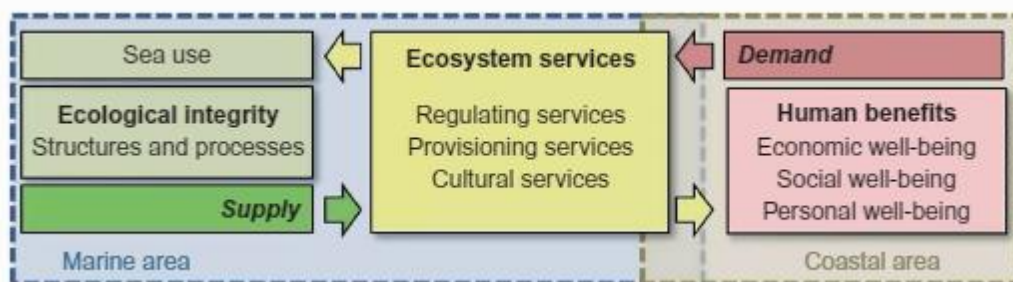 Sea use
Ecological integrity
Structures and processes
Supply
Ecosystem services
Regulating services
Provisioning services
Cultural services
Demand
Human benefits
Economic well-being
Social well-being
Personal well-being
Marine area
Coastal area